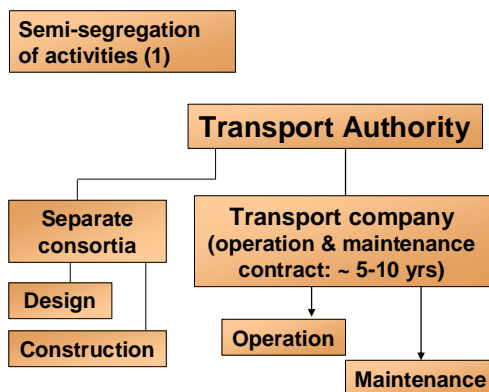 Semi-segregation
of activities (1)
Transport Authority
Separate
consortia
Transport company
(operation & maintenance
contract: ~ 5-10 yrs)
Design
Construction
Operation
Maintenance